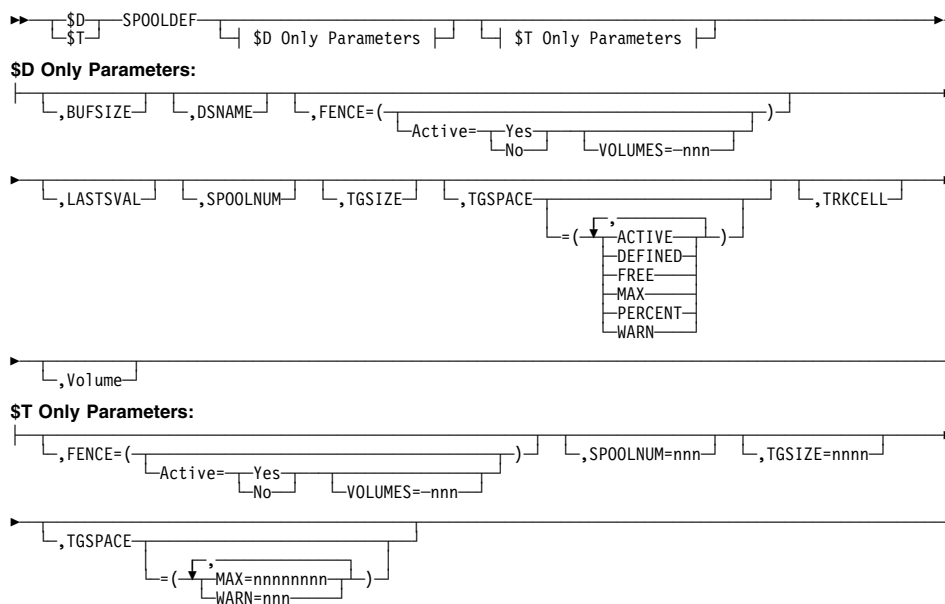 $D SPOOLDEF
$T $D Only Parameters $T Only Parameters
$D Only Parameters:
,BUFSIZE ,DSNAME ,FENCE=( )
Active= Yes
No VOLUMES=nnn
,LASTSVAL ,SPOOLNUM ,TGSIZE ,TGSPACE ,TRKCELL
,
=( ACTIVE )
DEFINED
FREE
MAX
PERCENT
WARN
,Volume
$T Only Parameters:
,FENCE=( ) ,SPOOLNUM=nnn ,TGSIZE=nnnn
Active= Yes
No VOLUMES=nnn
,TGSPACE
,
=( MAX=nnnnnnnn )
WARN=nnn